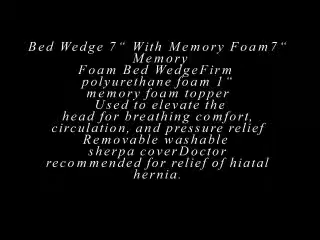 Bed Wedge 7“ With Memory Foam7“
Memory
Foam Bed WedgeFirm
polyurethane foam 1“
memory foam topper
Used to elevate the
head for breathing comfort,
circulation, and pressure relief
Removable washable
sherpa coverDoctor
recommended for relief of hiatal
hernia.